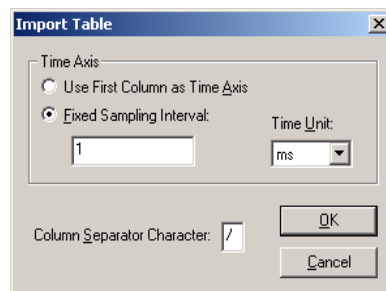 Import Table
Time Axis
Use First Column as Time Axis
Fixed Sampling Interval:
Time Unit:
1
ms
Column Separator Character: /
OK
Cancel